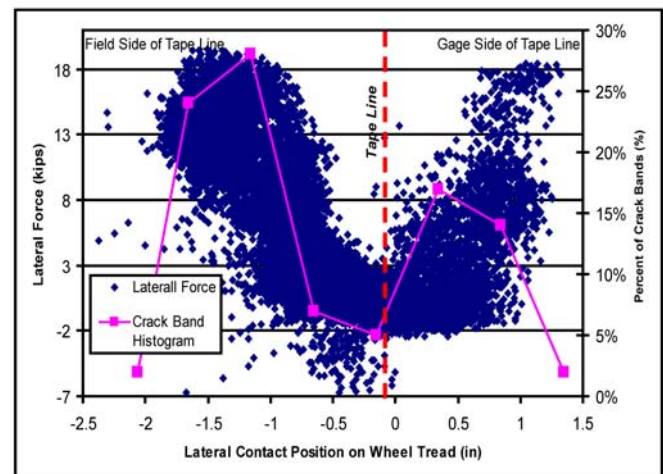 Field Side of Tape Line
Gage Side of Tape Line
Tape Line
Lateral Force (kips)
18
13
8
3
-2
-7
Laterall Force
Crack Band
Histogram
30%
25%
20%
15%
10%
5%
0%
Percent of Crack Bands (%)
-2.5 -2 -1.5 -1 -0.5 0 0.5 1 1.5
Lateral Contact Position on Wheel Tread (in)